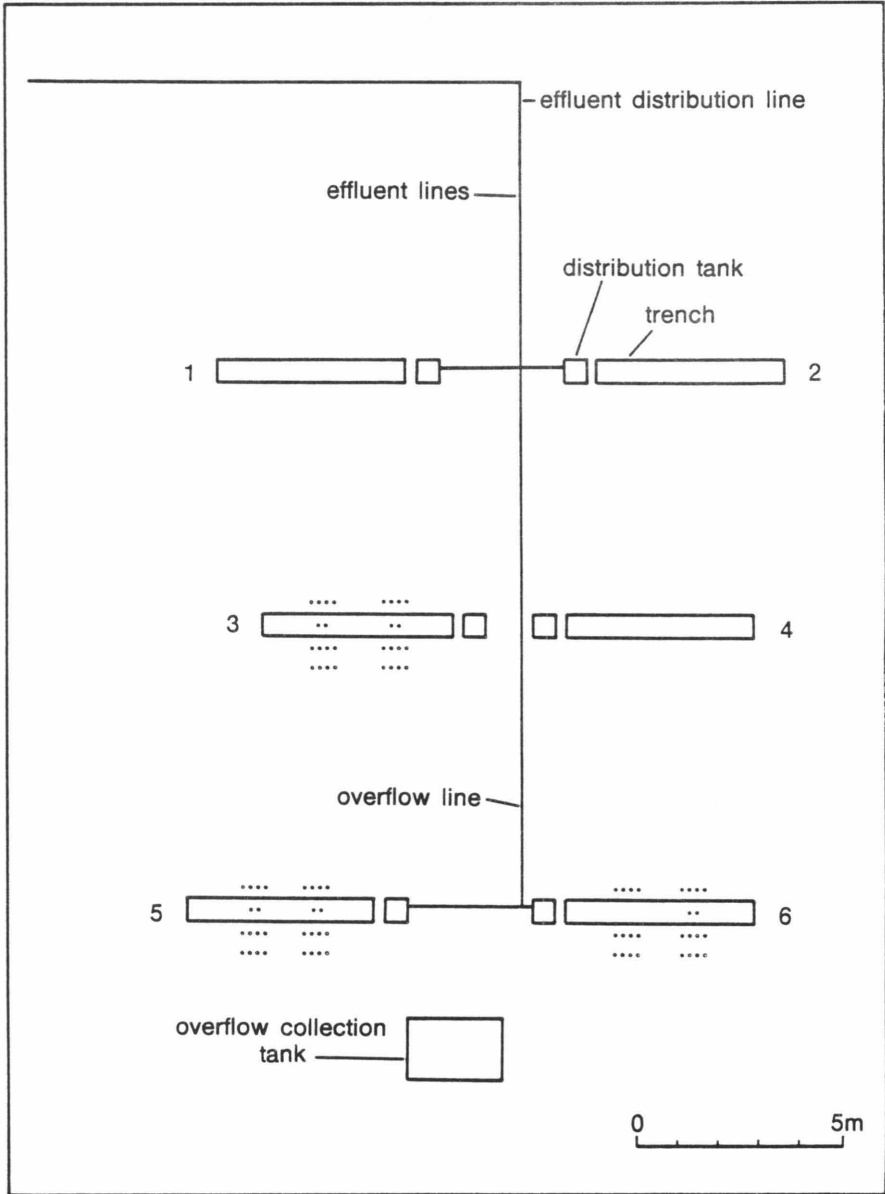 effluent distribution line
effluent lines
distribution tank
trench
1
2
3
4
overflow line
5
6
overflow collection
tank
0 5m